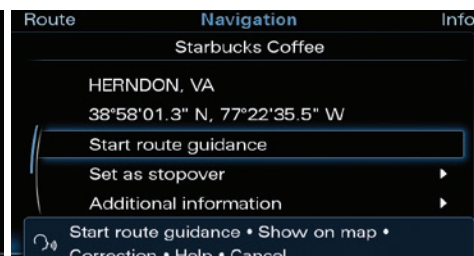 Route Navigation Info
Starbucks Coffee
HERNDON, VA
38°58'01.3" N, 77°22'35.5" W
Start route guidance
Set as stopover
Additional information
Start route guidance • Show on map •
Correction • Help • Cancel